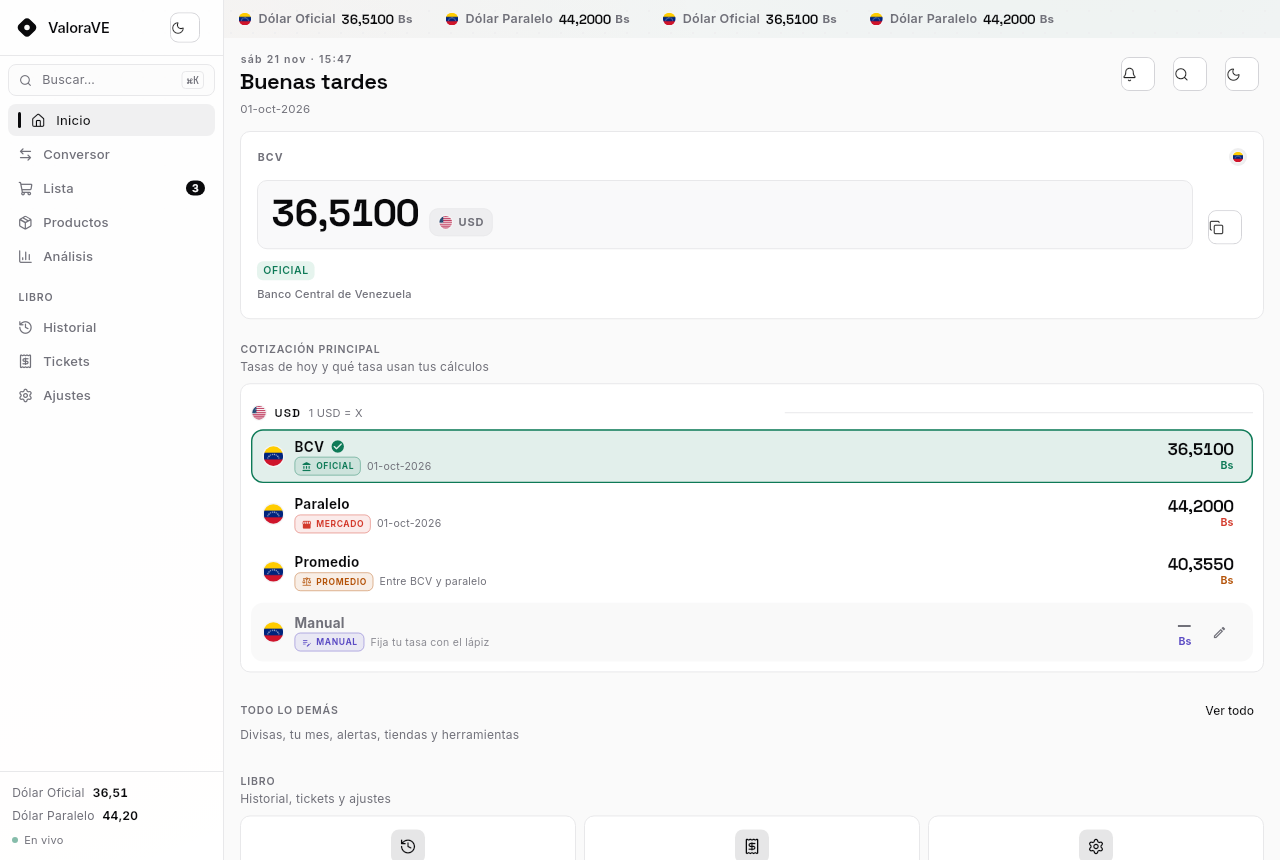 ValoraVE
Buscar...
⌘K
Inicio
Conversor
Lista
3
Productos
Análisis
LIBRO
Historial
Tickets
Ajustes
Dólar Oficial 36,51
Dólar Paralelo 44,20
En vivo
Dólar Oficial 36,5100 Bs
Dólar Paralelo 44,2000 Bs
Dólar Oficial 36,5100 Bs
Dólar Paralelo 44,2000 Bs
sáb 21 nov · 15:47
Buenas tardes
01-oct-2026
BCV
36,5100
USD
OFICIAL
Banco Central de Venezuela
COTIZACIÓN PRINCIPAL
Tasas de hoy y qué tasa usan tus cálculos
USD 1 USD = X
BCV
OFICIAL 01-oct-2026
36,5100
Bs
Paralelo
MERCADO 01-oct-2026
44,2000
Bs
Promedio
PROMEDIO Entre BCV y paralelo
40,3550
Bs
Manual
MANUAL Fija tu tasa con el lápiz
—
Bs
TODO LO DEMÁS
Ver todo
Divisas, tu mes, alertas, tiendas y herramientas
LIBRO
Historial, tickets y ajustes